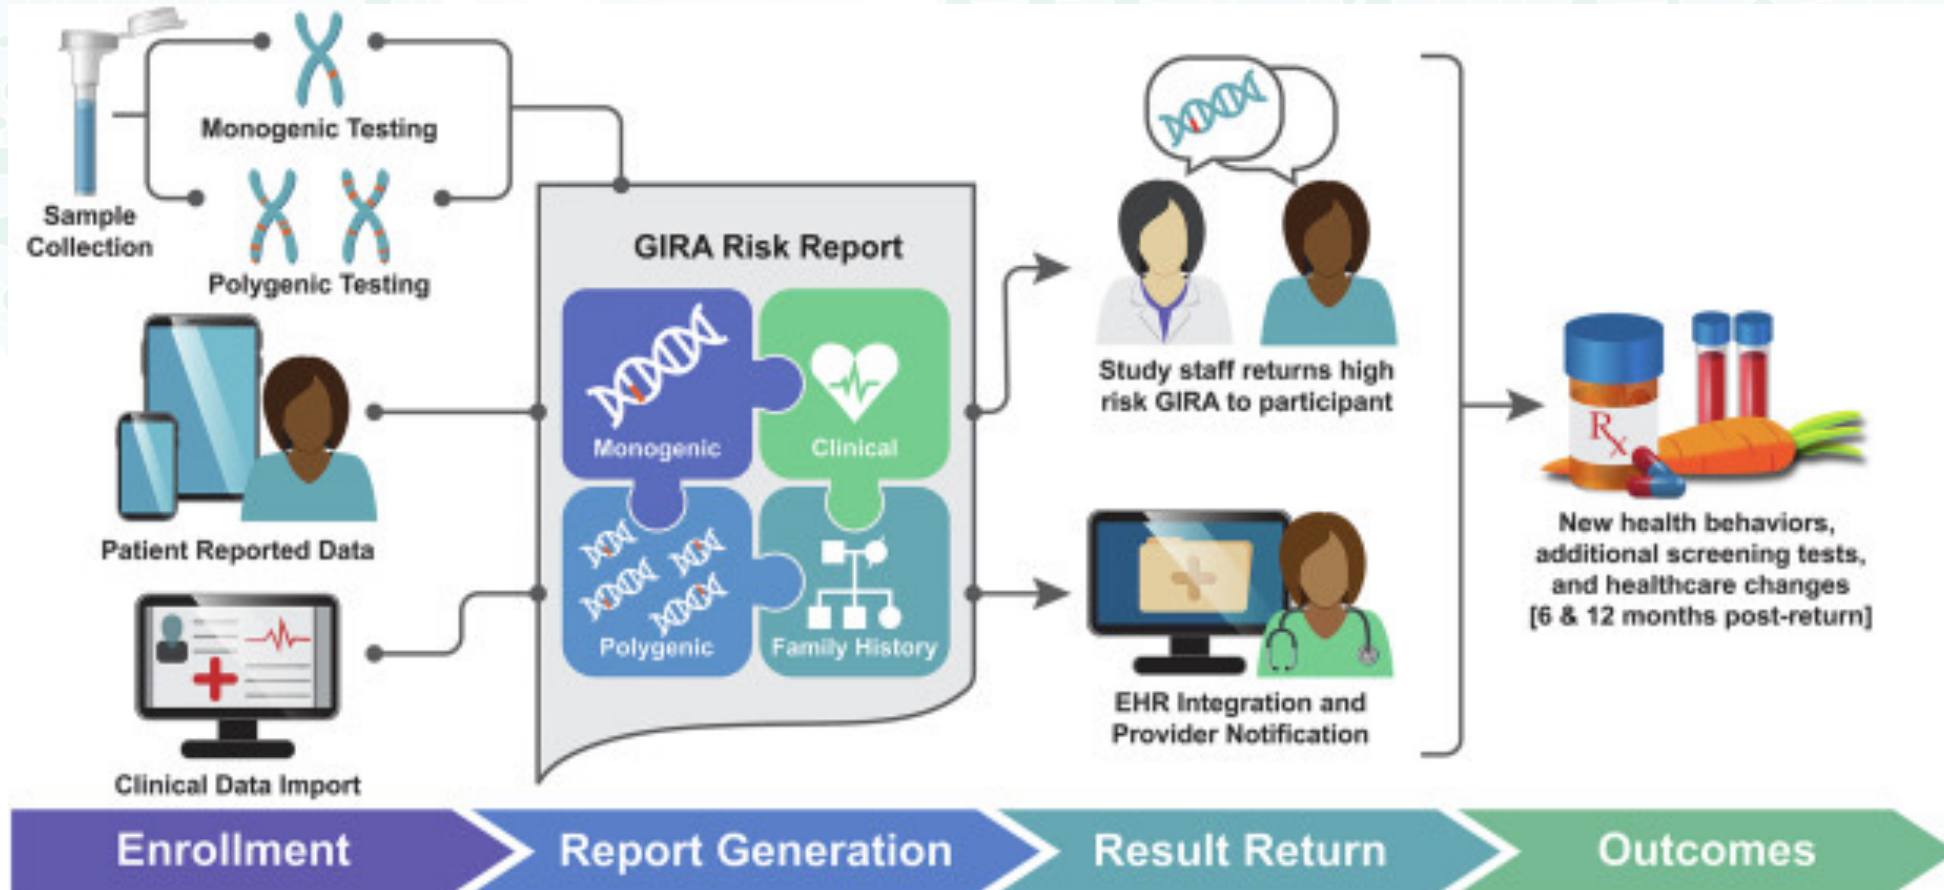 Monogenic Testing
Sample
Collection
Polygenic Testing
Patient Reported Data
Clinical Data Import
GIRA Risk Report
Monogenic
Clinical
Polygenic
Family History
Study staff returns high
risk GIRA to participant
EHR Integration and
Provider Notification
Rx
New health behaviors,
additional screening tests,
and healthcare changes
[6 & 12 months post-return]
Enrollment
Report Generation
Result Return
Outcomes